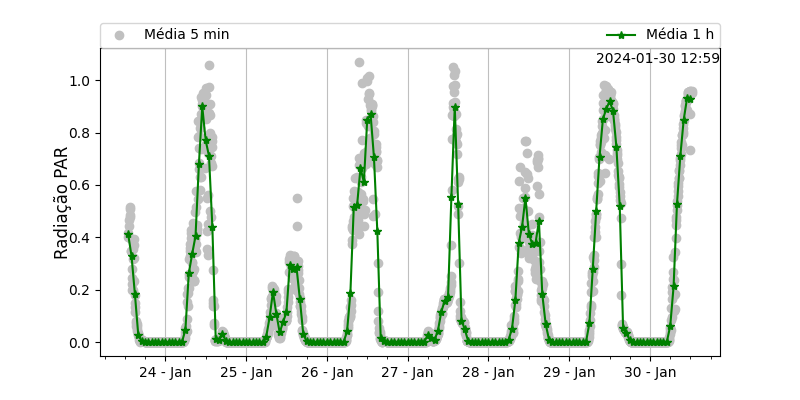 Média 5 min
Média 1 h
2024-01-30 12:59
Radiação PAR
1.0
0.8
0.6
0.4
0.2
0.0
24 - Jan
25 - Jan
26 - Jan
27 - Jan
28 - Jan
29 - Jan
30 - Jan